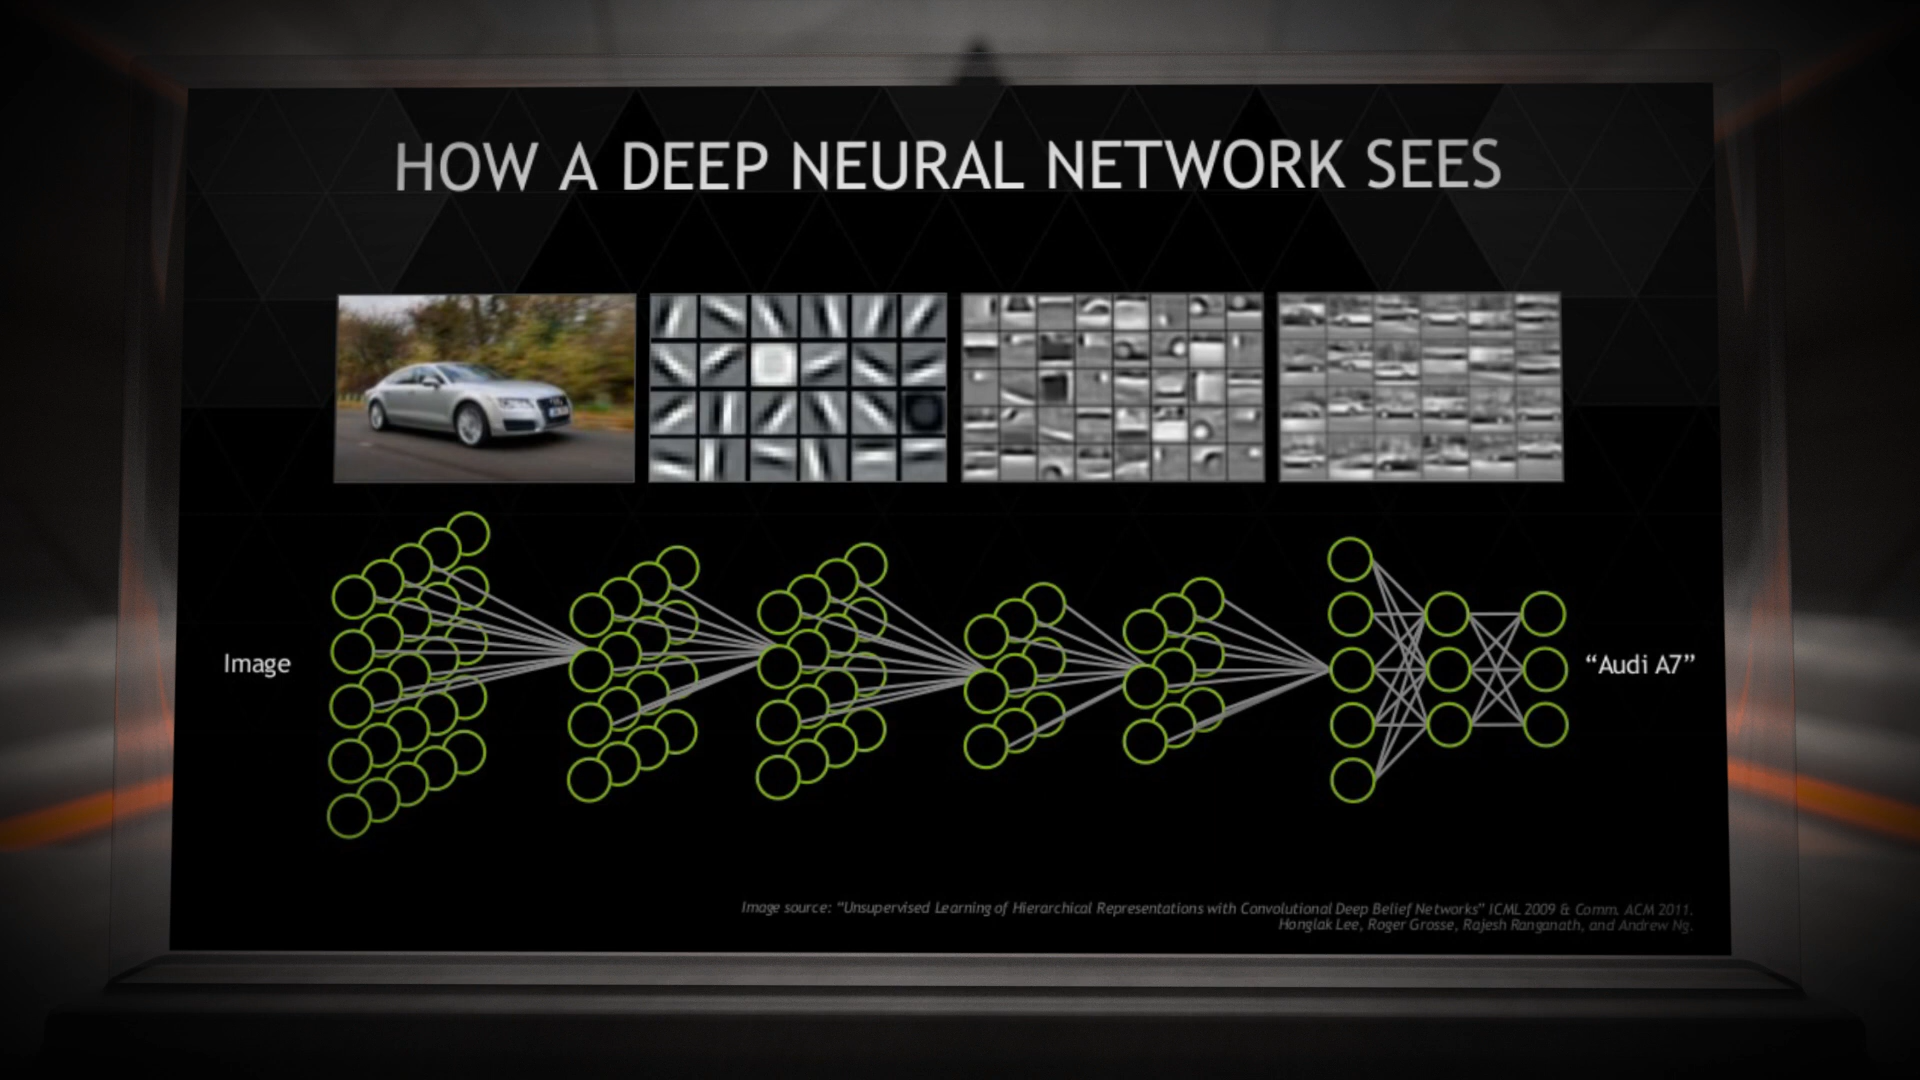 HOW A DEEP NEURAL NETWORK SEES
Image
“Audi A7”
Image source: “Unsupervised Learning of Hierarchical Representations with Convolutional Deep Belief Networks” ICML 2009 & Comm. ACM 2011.
Honglak Lee, Roger Grosse, Rajesh Ranganath, and Andrew Ng.